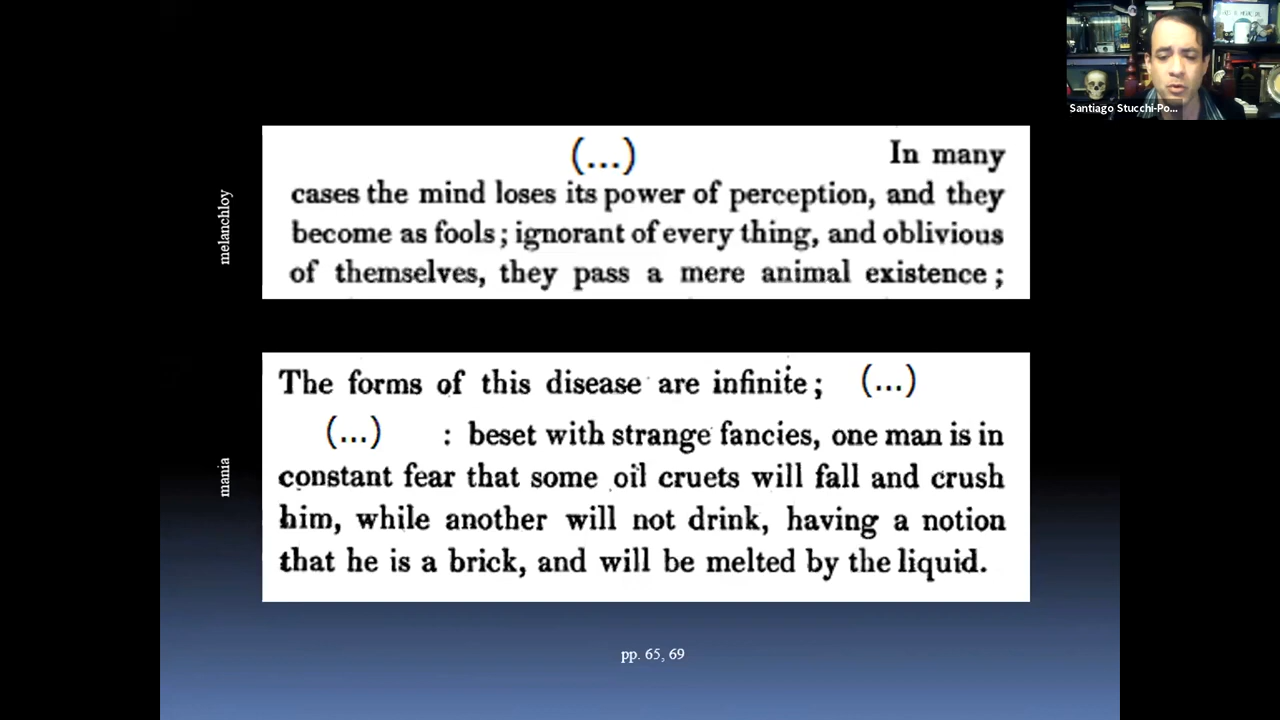 Santiago Stucchi-Po...
melanchloy
(...) In many
cases the mind loses its power of perception, and they
become as fools; ignorant of every thing, and oblivious
of themselves, they pass a mere animal existence;
mania
The forms of this disease are infinite; (...)
(...) : beset with strange fancies, one man is in
constant fear that some oil cruets will fall and crush
him, while another will not drink, having a notion
that he is a brick, and will be melted by the liquid.
pp. 65, 69